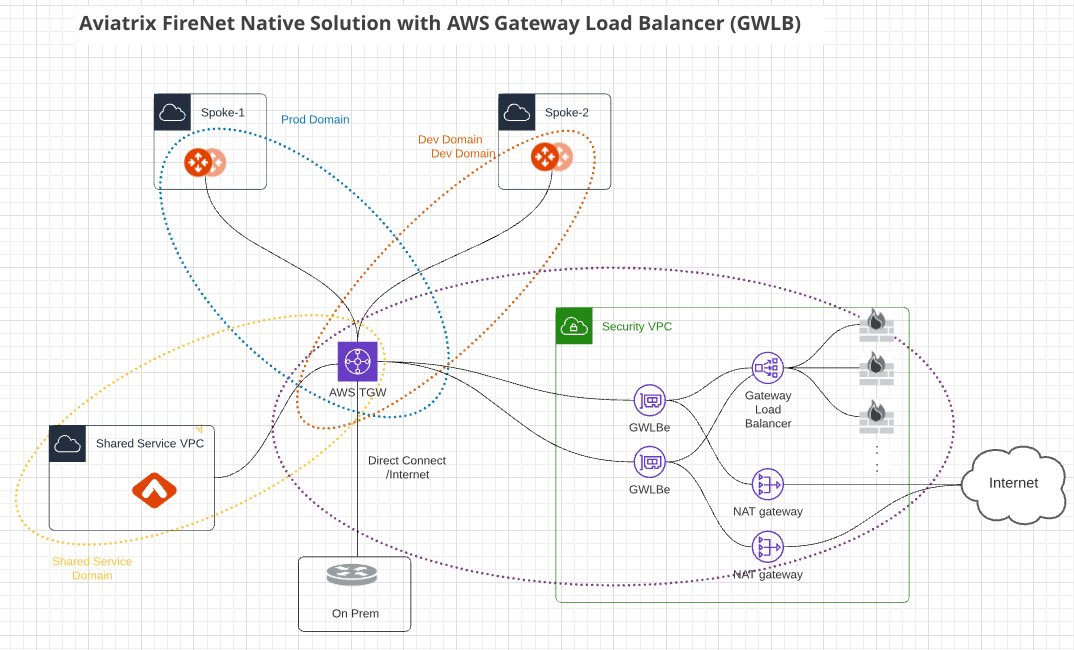 Aviatrix FireNet Native Solution with AWS Gateway Load Balancer (GWLB)
Spoke-1
Prod Domain
Spoke-2
Dev Domain
Dev Domain
Security VPC
AWS TGW
Gateway
Load
Balancer
GWLBe
GWLBe
Shared Service VPC
Direct Connect
/Internet
NAT gateway
NAT gateway
Internet
Shared Service
Domain
On Prem